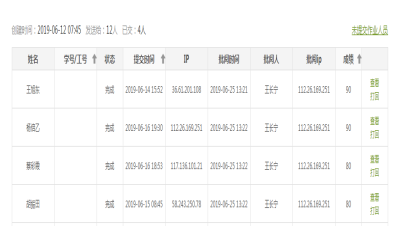 创建时间：2019-06-12 07:45 发送给：12人 已交：4人 未提交作业人员
姓名 学号/工号 状态 提交时间 IP 批阅时间 批阅人 批阅ip 成绩
完成 2019-06-14 15:52 36.61.201.108 2019-06-25 13:21 王长宁 112.26.169.251 90 查看
打回
完成 2019-06-16 19:30 112.26.169.251 2019-06-25 13:22 王长宁 112.26.169.251 90 查看
打回
完成 2019-06-16 18:53 117.136.101.21 2019-06-25 13:22 王长宁 112.26.169.251 80 查看
打回
完成 2019-06-15 08:45 58.243.250.78 2019-06-25 13:22 王长宁 112.26.169.251 80 查看
打回